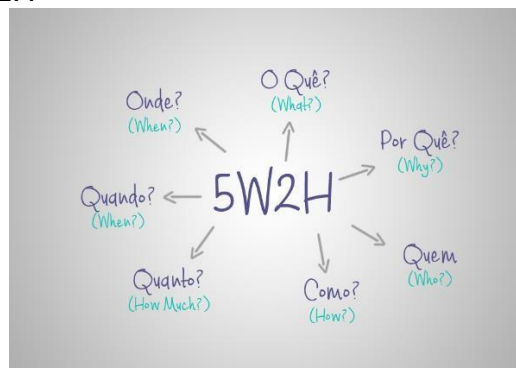 O Quê?
(What?)
Onde?
(When?)
Por Quê?
(Why?)
5W2H
Quando?
(When?)
Quem
(Who?)
Quanto?
(How Much?)
Como?
(How?)